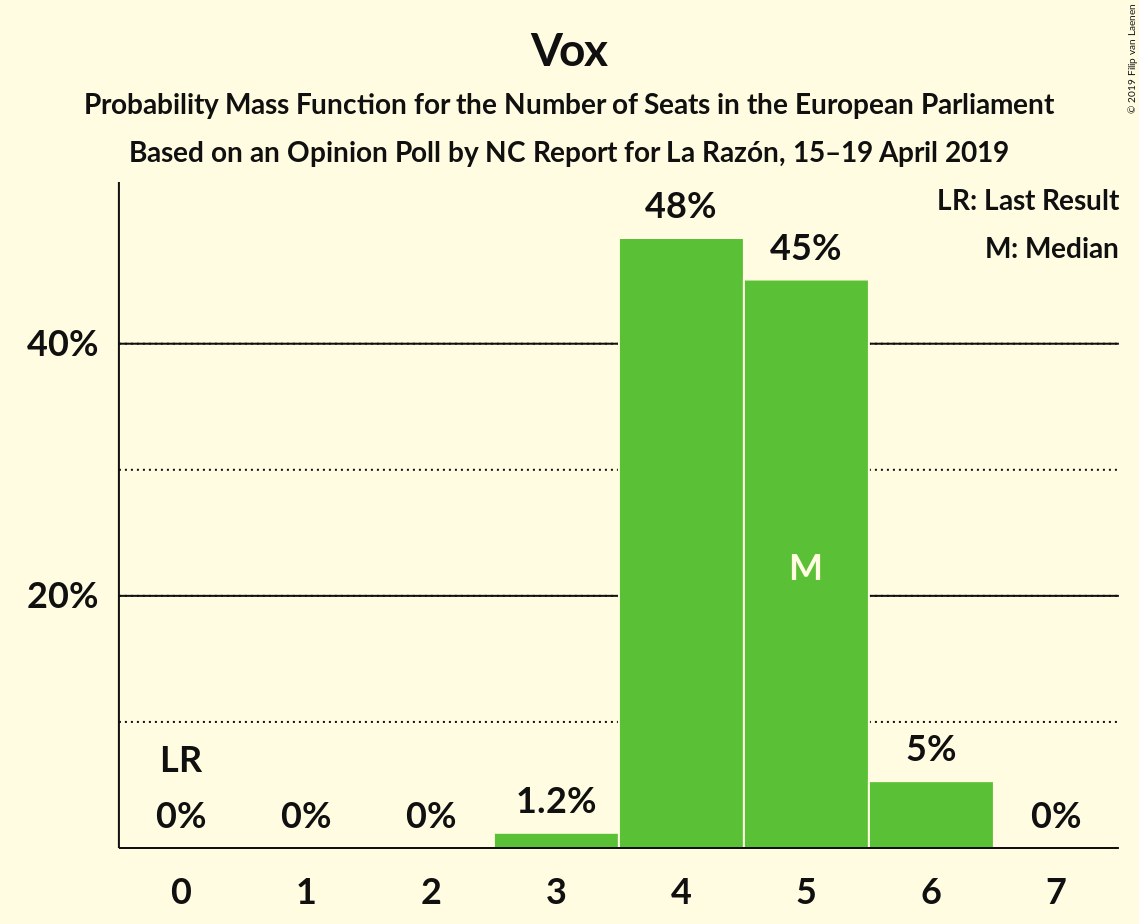 Vox
Probability Mass Function for the Number of Seats in the European Parliament
Based on an Opinion Poll by NC Report for La Razón, 15–19 April 2019
© 2019 Filip van Laenen
LR: Last Result
M: Median
48%
45%
40%
M
20%
5%
LR
1.2%
0%
0%
0%
0%
0
1
2
3
4
5
6
7